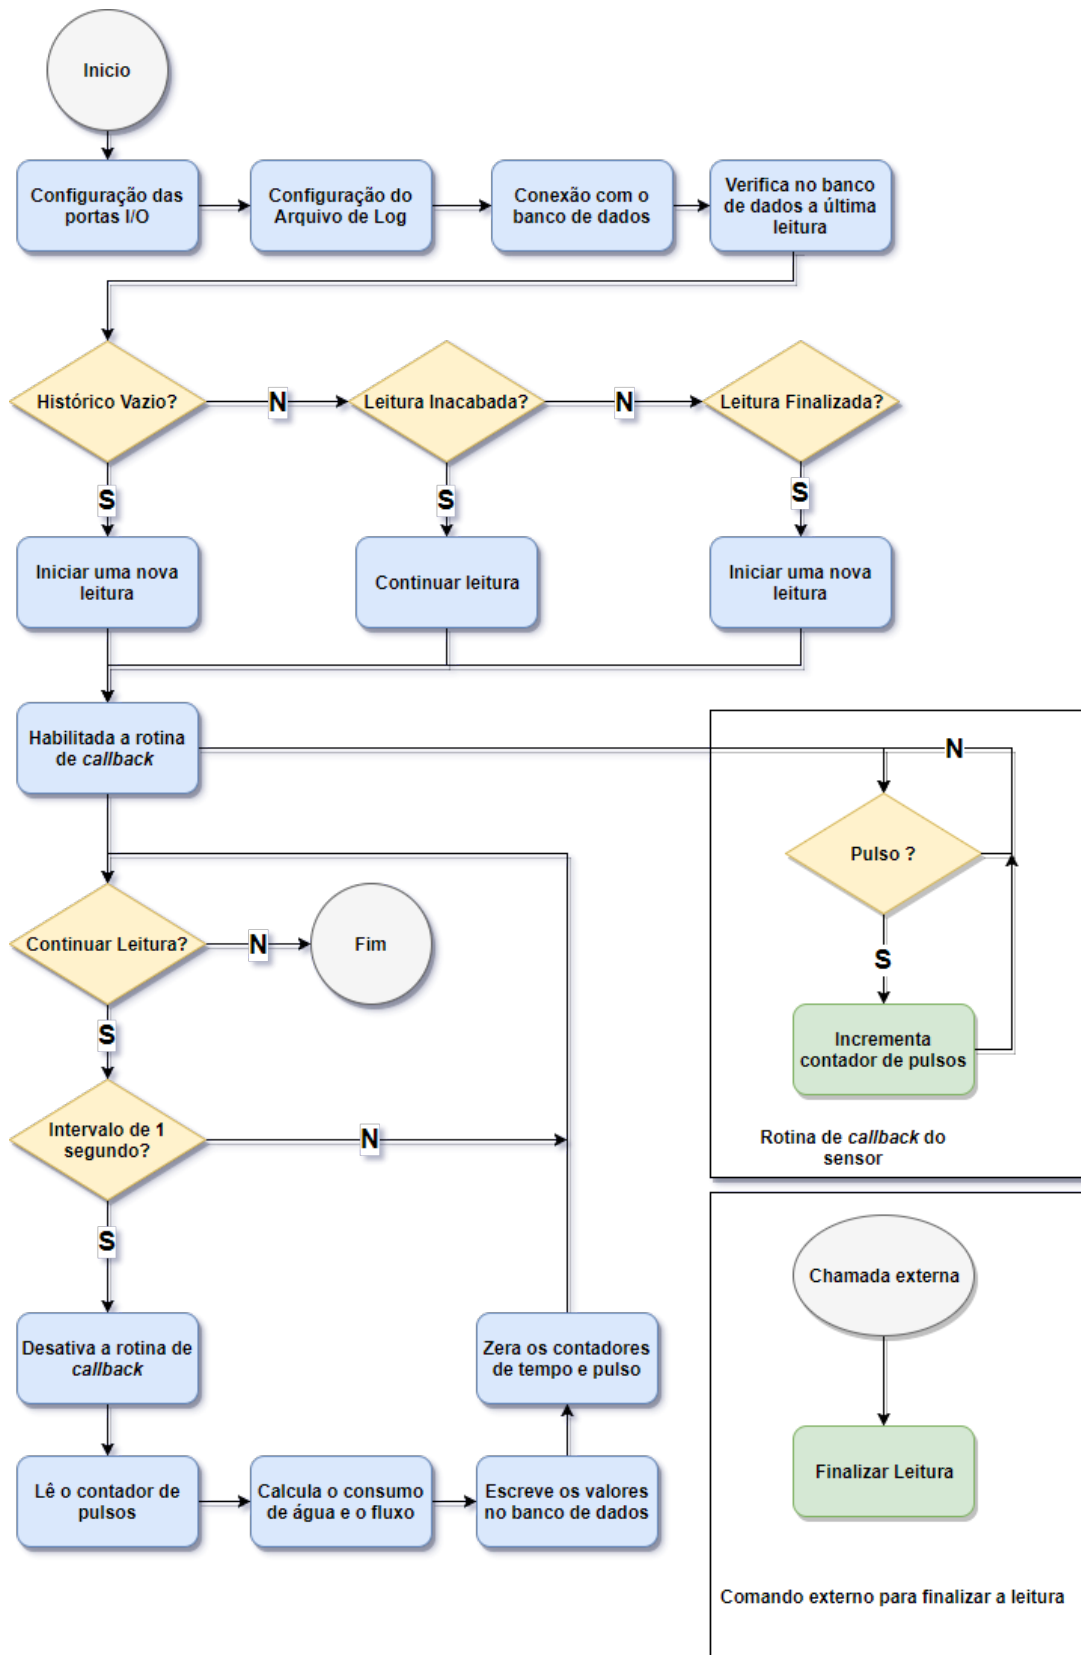 Inicio
Configuração das
portas I/O
Configuração do
Arquivo de Log
Conexão com o
banco de dados
Verifica no banco
de dados a última
leitura
Histórico Vazio?
N
Leitura Inacabada?
N
Leitura Finalizada?
S
S
S
Iniciar uma nova
leitura
Continuar leitura
Iniciar uma nova
leitura
Habilitada a rotina
de callback
N
Pulso ?
S
Incrementa
contador de pulsos
Rotina de callback do
sensor
Continuar Leitura?
N
Fim
S
Intervalo de 1
segundo?
N
S
Desativa a rotina de
callback
Zera os contadores
de tempo e pulso
Lê o contador de
pulsos
Calcula o consumo
de água e o fluxo
Escreve os valores
no banco de dados
Chamada externa
Finalizar Leitura
Comando externo para finalizar a leitura